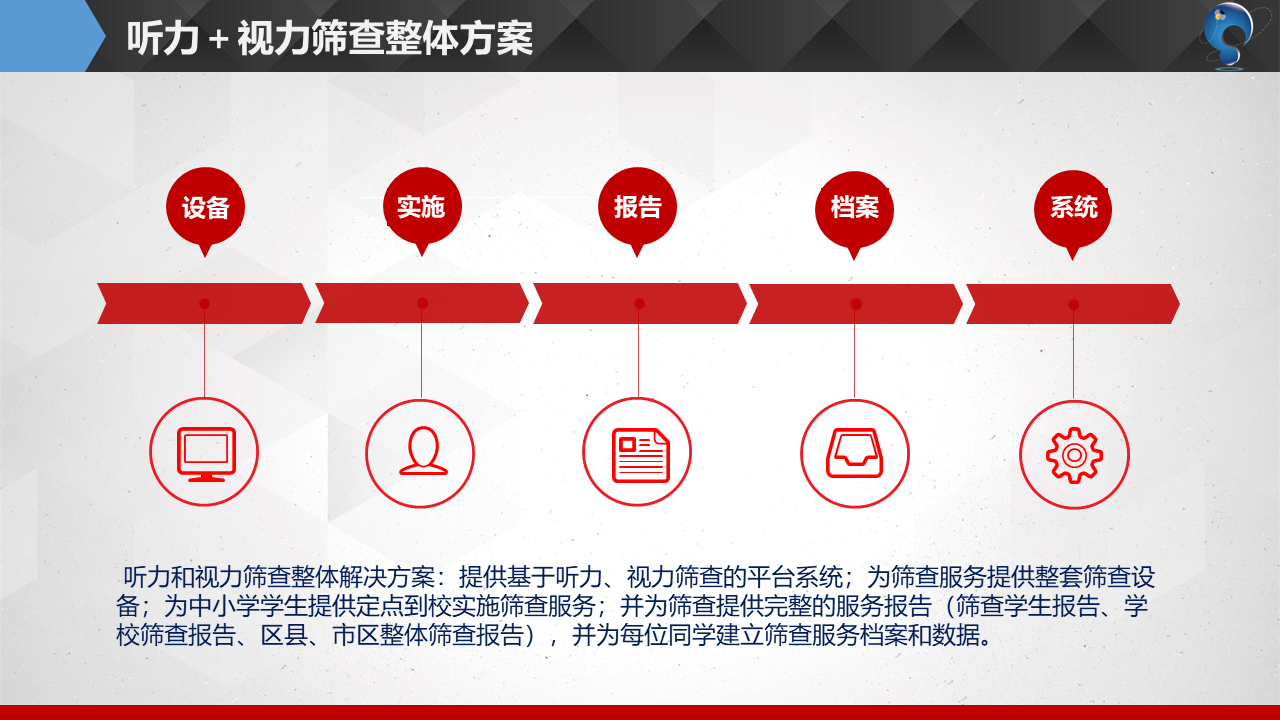 听力＋视力筛查整体方案
设备
实施
报告
档案
系统
听力和视力筛查整体解决方案：提供基于听力、视力筛查的平台系统；为筛查服务提供整套筛查设
备；为中小学学生提供定点到校实施筛查服务；并为筛查提供完整的服务报告（筛查学生报告、学
校筛查报告、区县、市区整体筛查报告），并为每位同学建立筛查服务档案和数据。